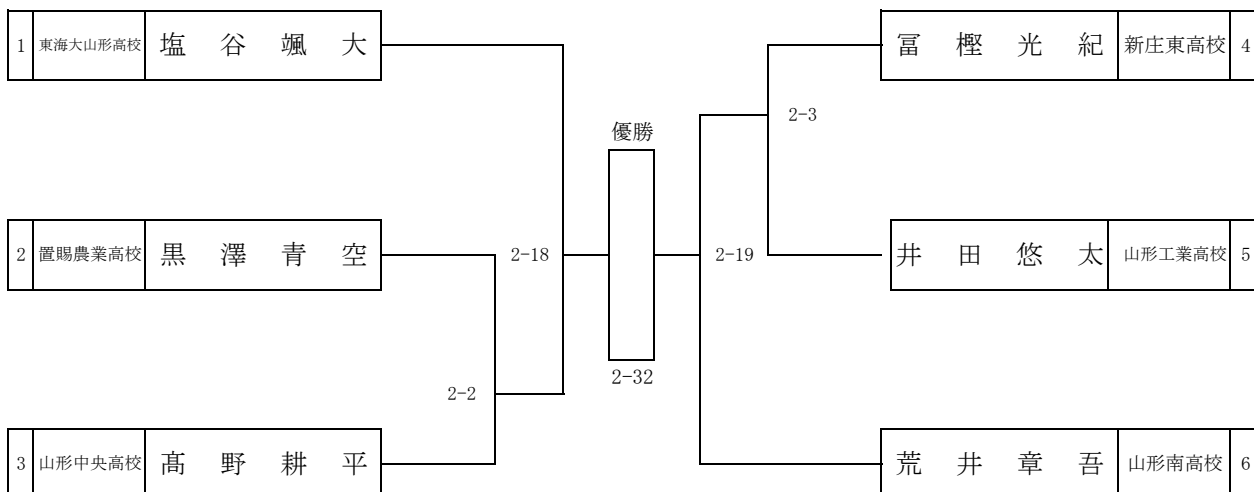 1 東海大山形高校 塩谷颯大
冨樫光紀 新庄東高校 4
2-3
優勝
2 置賜農業高校 黒澤青空
2-18
2-19
井田悠太 山形工業高校 5
2-32
2-2
3 山形中央高校 髙野耕平
荒井章吾 山形南高校 6